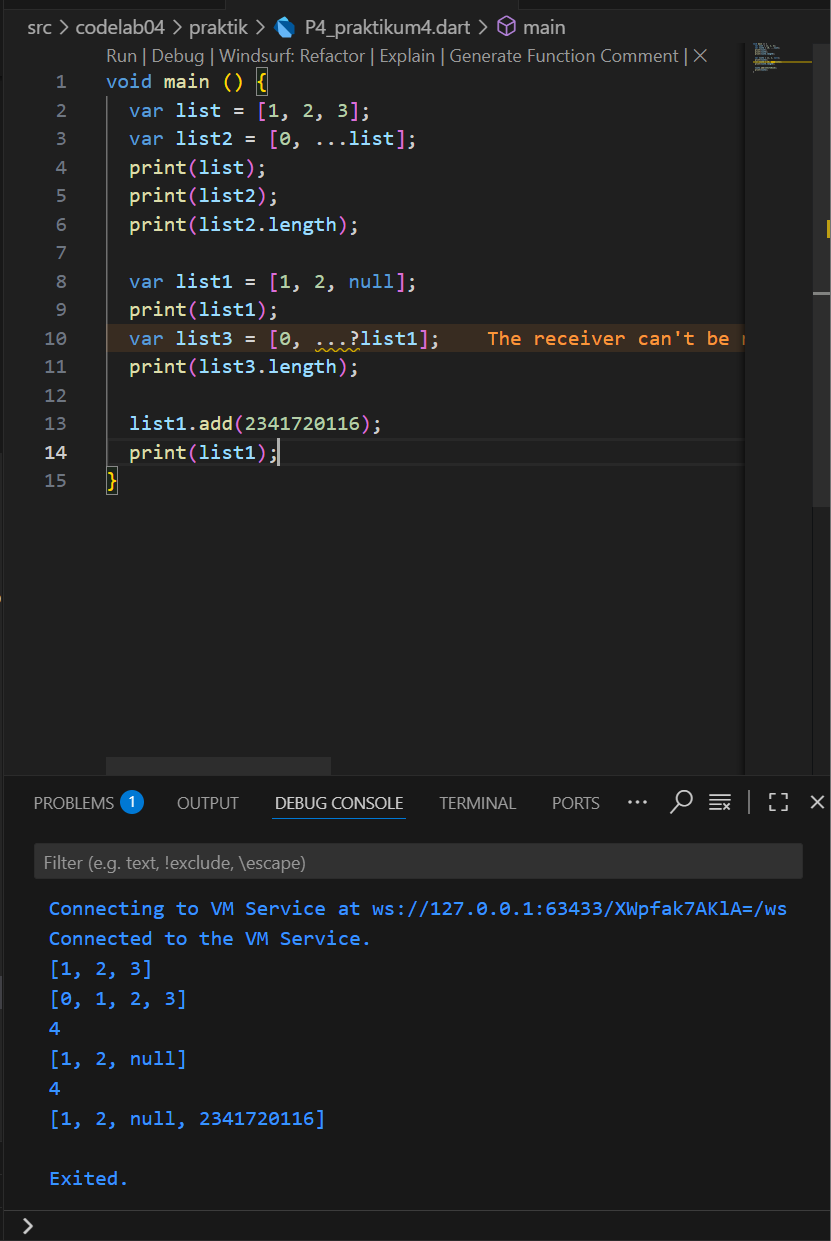 src > codelab04 > praktik > P4_praktikum4.dart > main
Run | Debug | Windsurf: Refactor | Explain | Generate Function Comment | ×
1 void main () {
2 var list = [1, 2, 3];
3 var list2 = [0, ...list];
4 print(list);
5 print(list2);
6 print(list2.length);
7
8 var list1 = [1, 2, null];
9 print(list1);
10 var list3 = [0, ...?list1]; The receiver can't be
11 print(list3.length);
12
13 list1.add(2341720116);
14 print(list1);
15 }
PROBLEMS 1 OUTPUT DEBUG CONSOLE TERMINAL PORTS ...
Filter (e.g. text, !exclude, \escape)
Connecting to VM Service at ws://127.0.0.1:63433/XWpfak7AKlA=/ws
Connected to the VM Service.
[1, 2, 3]
[0, 1, 2, 3]
4
[1, 2, null]
4
[1, 2, null, 2341720116]
Exited.
>